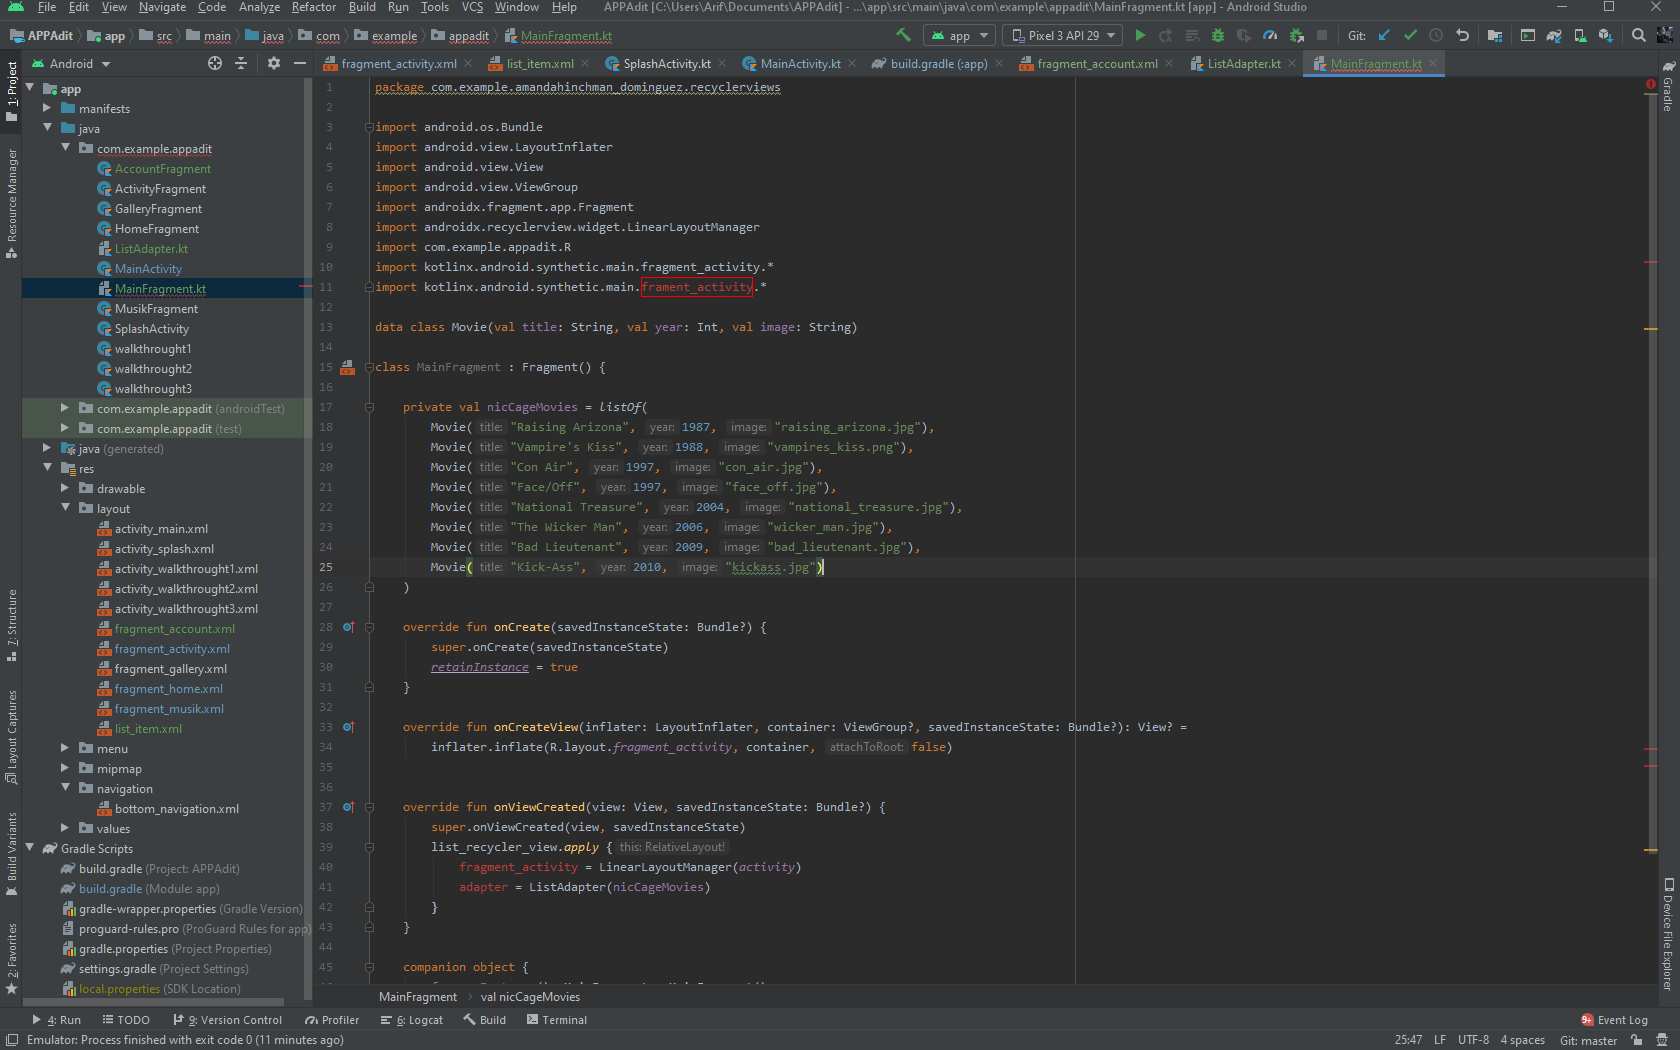 File Edit View Navigate Code Analyze Refactor Build Run Tools VCS Window Help APPAdit [C:\Users\Arif\Documents\APPAdit] - ...\app\src\main\java\com\example\appadit\MainFragment.kt [app] - Android Studio
APPAdit app src main java com example appadit MainFragment.kt app Pixel 3 API 29 Git:
Android fragment_activity.xml list_item.xml SplashActivity.kt MainActivity.kt build.gradle (:app) fragment_account.xml ListAdapter.kt MainFragment.kt
1: Project
Resource Manager
7: Structure
Layout Captures
Build Variants
2: Favorites
app
manifests
java
com.example.appadit
AccountFragment
ActivityFragment
GalleryFragment
HomeFragment
ListAdapter.kt
MainActivity
MainFragment.kt
MusikFragment
SplashActivity
walkthrought1
walkthrought2
walkthrought3
com.example.appadit (androidTest)
com.example.appadit (test)
java (generated)
res
drawable
layout
activity_main.xml
activity_splash.xml
activity_walkthrought1.xml
activity_walkthrought2.xml
activity_walkthrought3.xml
fragment_account.xml
fragment_activity.xml
fragment_gallery.xml
fragment_home.xml
fragment_musik.xml
list_item.xml
menu
mipmap
navigation
bottom_navigation.xml
values
Gradle Scripts
build.gradle (Project: APPAdit)
build.gradle (Module: app)
gradle-wrapper.properties (Gradle Version)
proguard-rules.pro (ProGuard Rules for app)
gradle.properties (Project Properties)
settings.gradle (Project Settings)
local.properties (SDK Location)
1 package com.example.amandahinchman_dominguez.recyclerviews
2
3 import android.os.Bundle
4 import android.view.LayoutInflater
5 import android.view.View
6 import android.view.ViewGroup
7 import androidx.fragment.app.Fragment
8 import androidx.recyclerview.widget.LinearLayoutManager
9 import com.example.appadit.R
10 import kotlinx.android.synthetic.main.fragment_activity.*
11 import kotlinx.android.synthetic.main.frament_activity.*
12
13 data class Movie(val title: String, val year: Int, val image: String)
14
15 class MainFragment : Fragment() {
16
17 private val nicCageMovies = listOf(
18 Movie( title: "Raising Arizona", year: 1987, image: "raising_arizona.jpg"),
19 Movie( title: "Vampire's Kiss", year: 1988, image: "vampires_kiss.png"),
20 Movie( title: "Con Air", year: 1997, image: "con_air.jpg"),
21 Movie( title: "Face/Off", year: 1997, image: "face_off.jpg"),
22 Movie( title: "National Treasure", year: 2004, image: "national_treasure.jpg"),
23 Movie( title: "The Wicker Man", year: 2006, image: "wicker_man.jpg"),
24 Movie( title: "Bad Lieutenant", year: 2009, image: "bad_lieutenant.jpg"),
25 Movie( title: "Kick-Ass", year: 2010, image: "kickass.jpg")
26 )
27
28 override fun onCreate(savedInstanceState: Bundle?) {
29 super.onCreate(savedInstanceState)
30 retainInstance = true
31 }
32
33 override fun onCreateView(inflater: LayoutInflater, container: ViewGroup?, savedInstanceState: Bundle?): View? =
34 inflater.inflate(R.layout.fragment_activity, container, attachToRoot: false)
35
36
37 override fun onViewCreated(view: View, savedInstanceState: Bundle?) {
38 super.onViewCreated(view, savedInstanceState)
39 list_recycler_view.apply { this: RelativeLayout!
40 fragment_activity = LinearLayoutManager(activity)
41 adapter = ListAdapter(nicCageMovies)
42 }
43 }
44
45 companion object {
MainFragment val nicCageMovies
Gradle
Device File Explorer
4: Run TODO 9: Version Control Profiler 6: Logcat Build Terminal 9+ Event Log
Emulator: Process finished with exit code 0 (11 minutes ago) 25:47 LF UTF-8 4 spaces Git: master